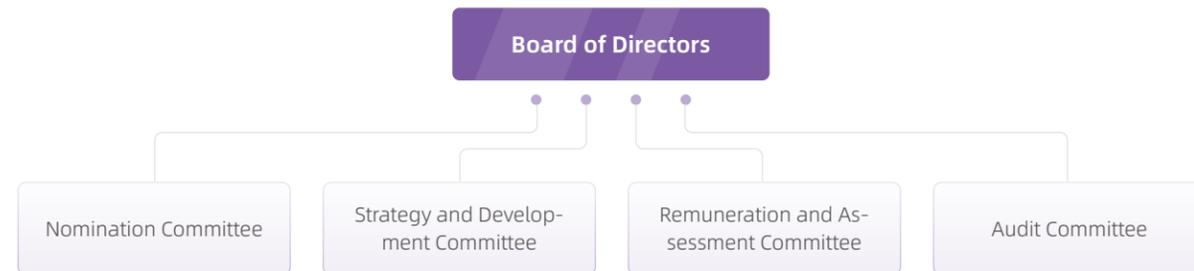 Board of Directors
Nomination Committee
Strategy and Develop-
ment Committee
Remuneration and As-
sessment Committee
Audit Committee